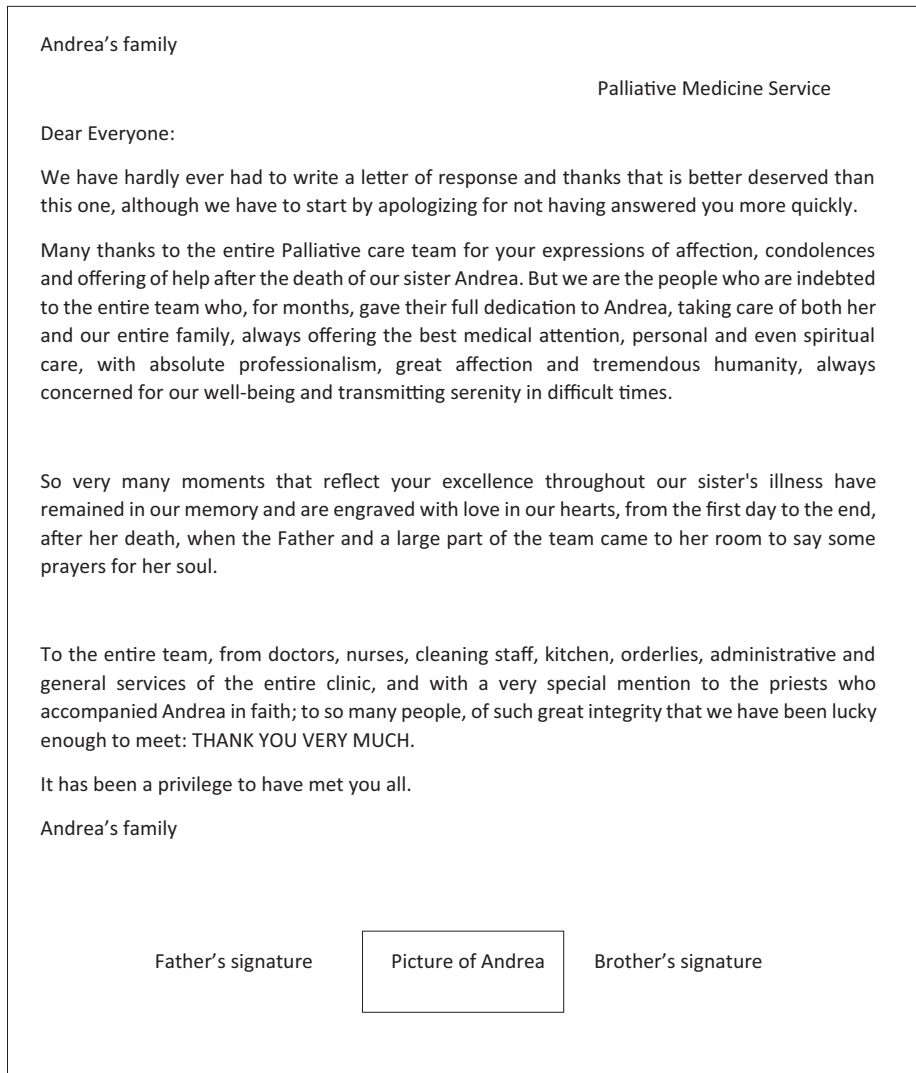 Andrea’s family
Palliative Medicine Service
Dear Everyone:
We have hardly ever had to write a letter of response and thanks that is better deserved than
this one, although we have to start by apologizing for not having answered you more quickly.
Many thanks to the entire Palliative care team for your expressions of affection, condolences
and offering of help after the death of our sister Andrea. But we are the people who are indebted
to the entire team who, for months, gave their full dedication to Andrea, taking care of both her
and our entire family, always offering the best medical attention, personal and even spiritual
care, with absolute professionalism, great affection and tremendous humanity, always
concerned for our well-being and transmitting serenity in difficult times.
So very many moments that reflect your excellence throughout our sister's illness have
remained in our memory and are engraved with love in our hearts, from the first day to the end,
after her death, when the Father and a large part of the team came to her room to say some
prayers for her soul.
To the entire team, from doctors, nurses, cleaning staff, kitchen, orderlies, administrative and
general services of the entire clinic, and with a very special mention to the priests who
accompanied Andrea in faith; to so many people, of such great integrity that we have been lucky
enough to meet: THANK YOU VERY MUCH.
It has been a privilege to have met you all.
Andrea’s family
Father’s signature
Picture of Andrea
Brother’s signature